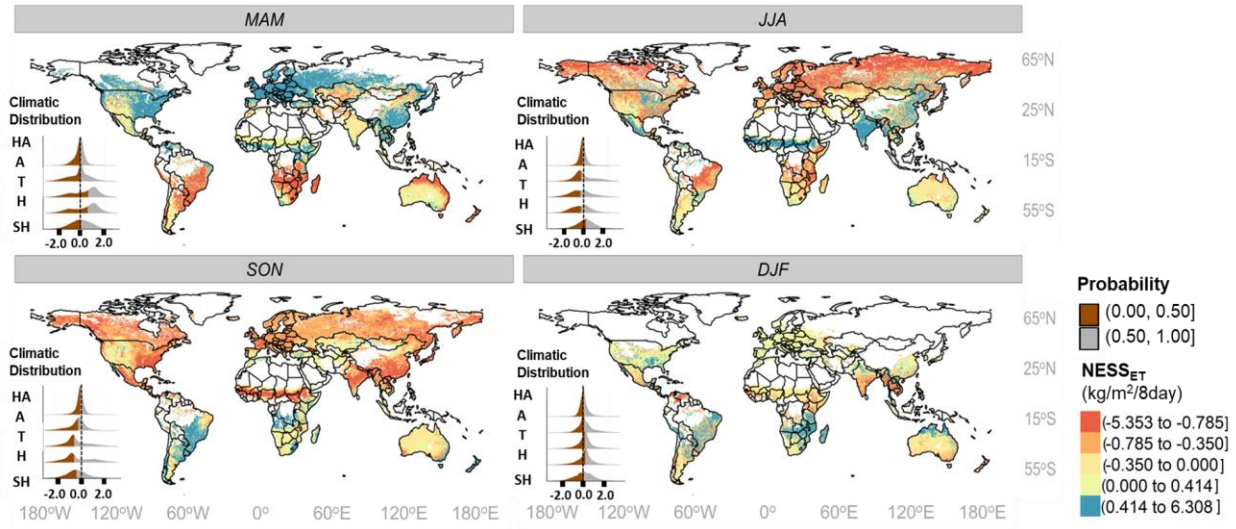 MAM
JJA
Climatic
Distribution
HA
A
T
H
SH
-2.0 0.0 2.0
Climatic
Distribution
HA
A
T
H
SH
-2.0 0.0 2.0
65ºN
25ºN
15ºS
55ºS
SON
DJF
Climatic
Distribution
HA
A
T
H
SH
-2.0 0.0 2.0
Climatic
Distribution
HA
A
T
H
SH
-2.0 0.0 2.0
65ºN
25ºN
15ºS
55ºS
180ºW 120ºW 60ºW 0º 60ºE 120ºE 180ºE
180ºW 120ºW 60ºW 0º 60ºE 120ºE 180ºE
Probability
(0.00, 0.50]
(0.50, 1.00]
NESSET
(kg/m²/8day)
(-5.353 to -0.785]
(-0.785 to -0.350]
(-0.350 to 0.000]
(0.000 to 0.414]
(0.414 to 6.308]